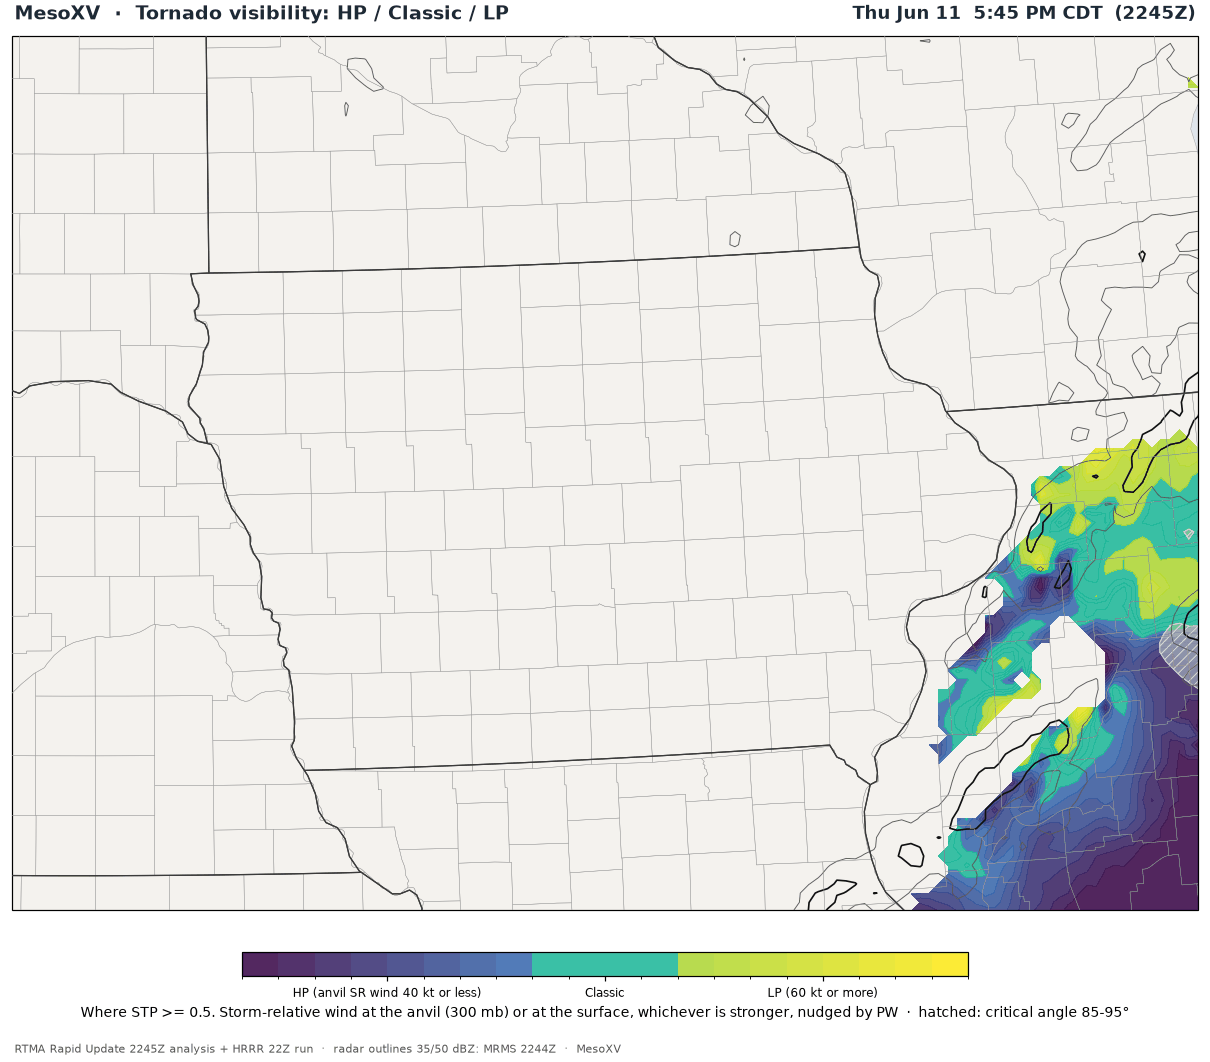 MesoXV · Tornado visibility: HP / Classic / LP
Thu Jun 11 5:45 PM CDT (2245Z)
HP (anvil SR wind 40 kt or less)
Classic
LP (60 kt or more)
Where STP >= 0.5. Storm-relative wind at the anvil (300 mb) or at the surface, whichever is stronger, nudged by PW · hatched: critical angle 85-95°
RTMA Rapid Update 2245Z analysis + HRRR 22Z run · radar outlines 35/50 dBZ: MRMS 2244Z · MesoXV